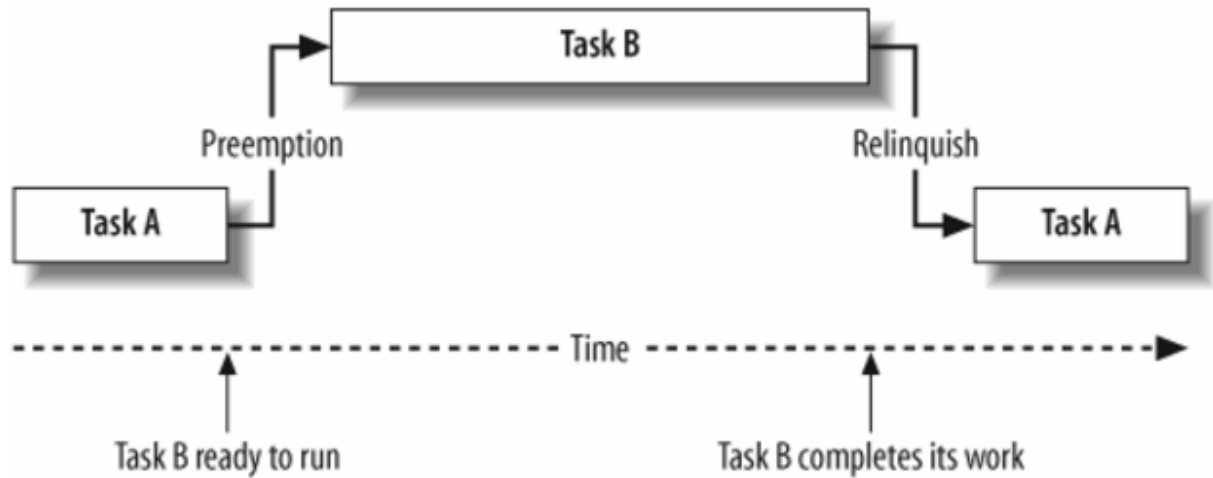 Task B
Preemption
Relinquish
Task A
Task A
Time
Task B ready to run
Task B completes its work